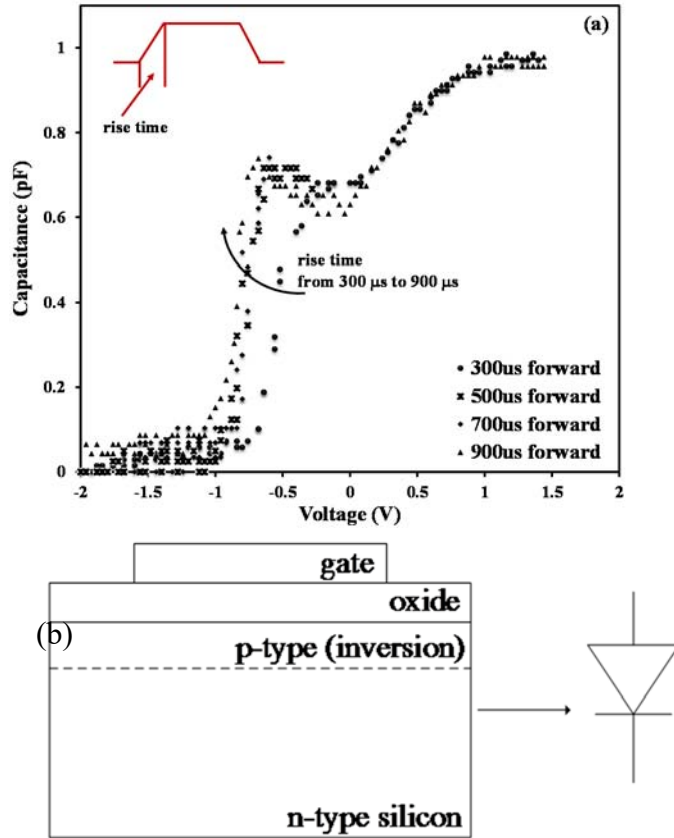 (a)
1
0.8
0.6
0.4
0.2
0
Capacitance (pF)
rise time
rise time
from 300 μs to 900 μs
300us forward
500us forward
700us forward
900us forward
-2 -1.5 -1 -0.5 0 0.5 1 1.5 2
Voltage (V)
gate
oxide
(b)
p-type (inversion)
n-type silicon